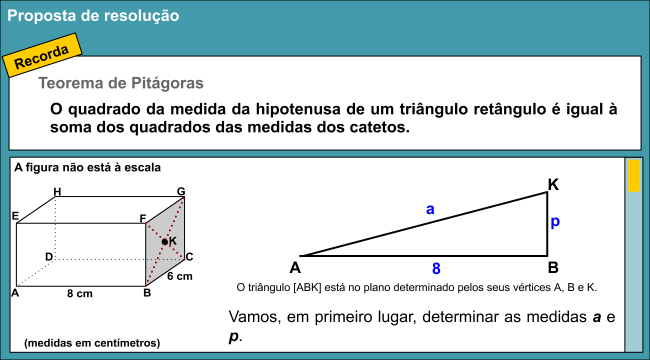 Proposta de resolução
Recorda
Teorema de Pitágoras
O quadrado da medida da hipotenusa de um triângulo retângulo é igual à
soma dos quadrados das medidas dos catetos.
A figura não está à escala
H
G
E
F
K
D
C
6 cm
A
8 cm
B
(medidas em centímetros)
K
a
p
A
8
B
O triângulo [ABK] está no plano determinado pelos seus vértices A, B e K.
Vamos, em primeiro lugar, determinar as medidas a e
p.